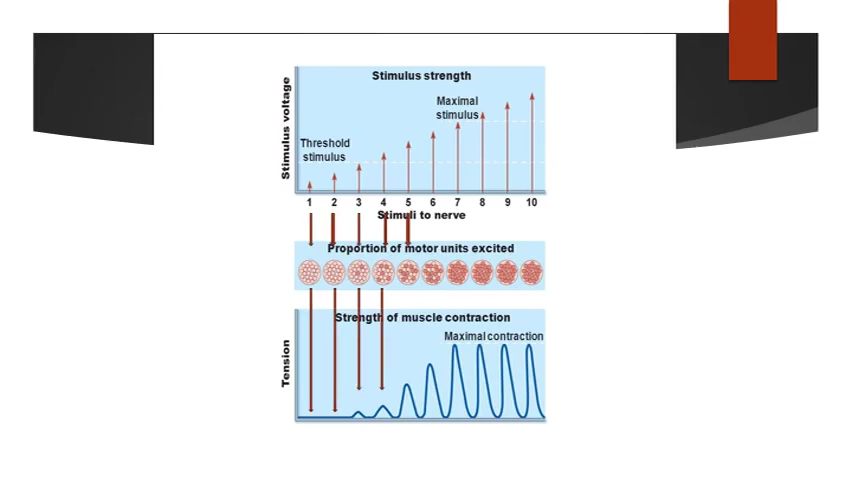 Stimulus strength
Stimulus voltage
Maximal
stimulus
Threshold
stimulus
1 2 3 4 5 6 7 8 9 10
Stimuli to nerve
Proportion of motor units excited
Strength of muscle contraction
Maximal contraction
Tension